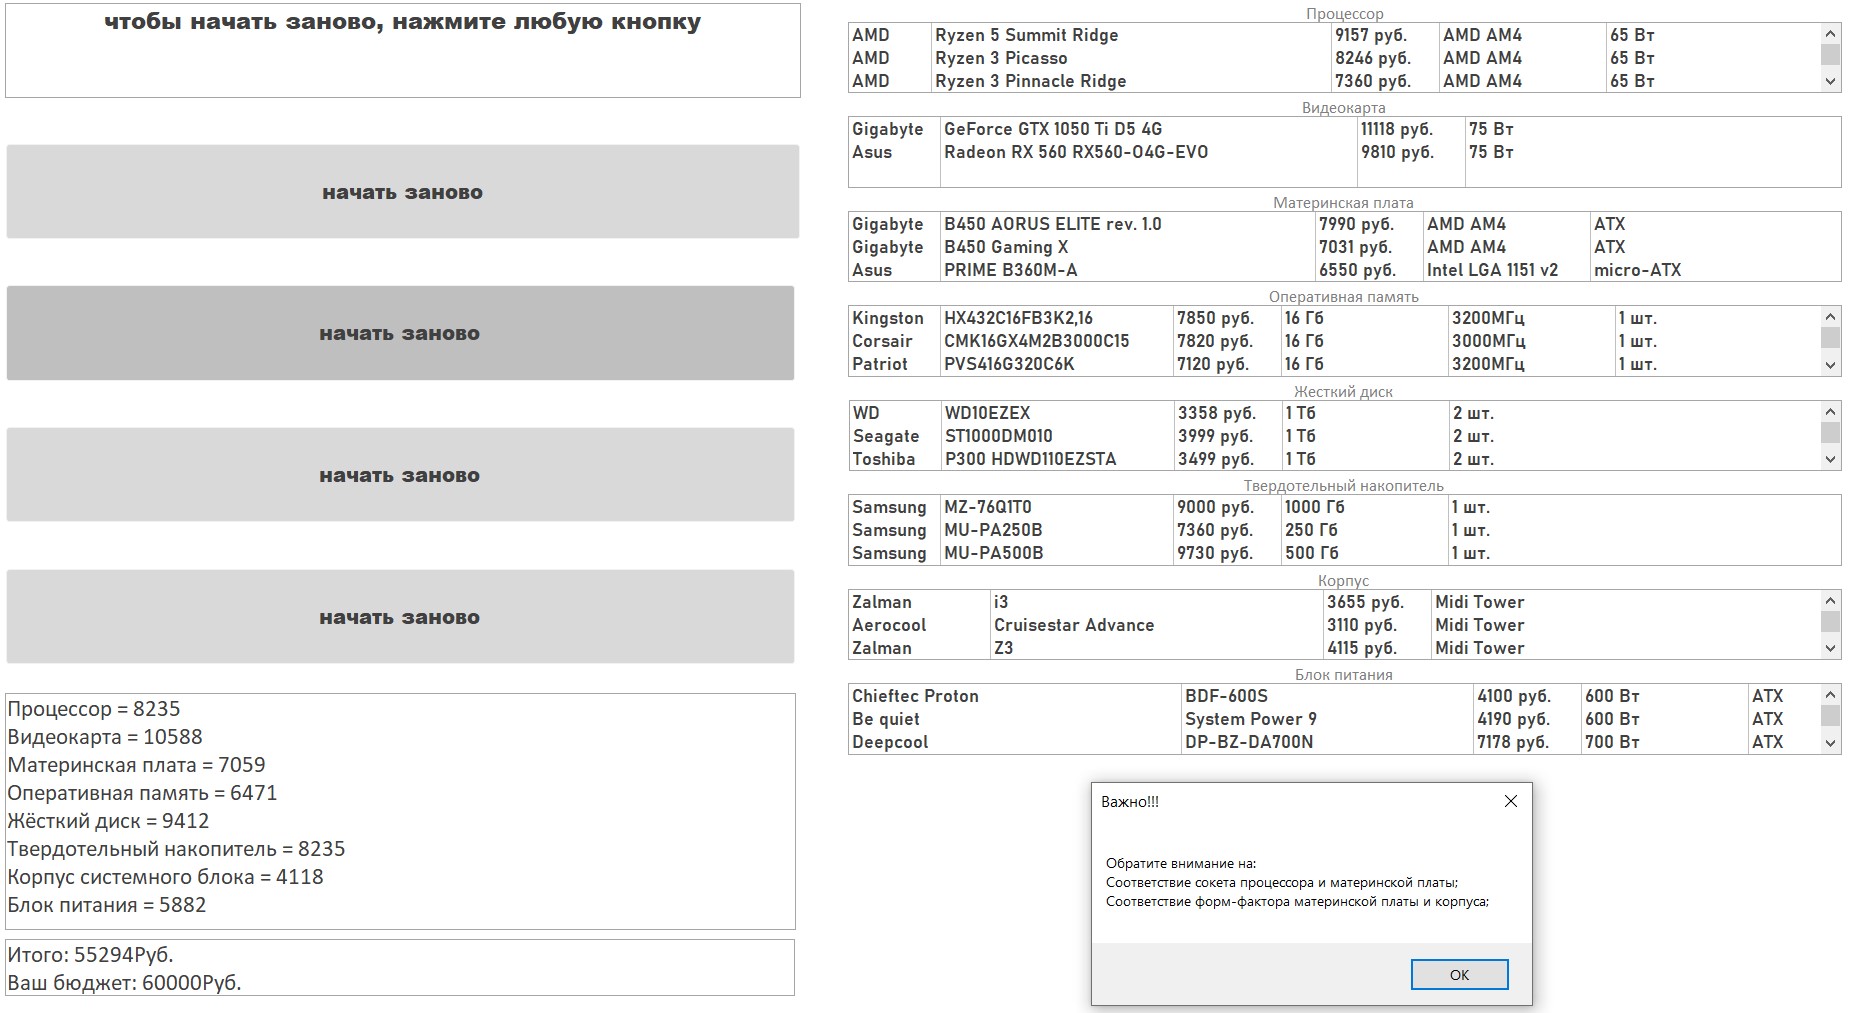 чтобы начать заново, нажмите любую кнопку
начать заново
начать заново
начать заново
начать заново
Процессор = 8235
Видеокарта = 10588
Материнская плата = 7059
Оперативная память = 6471
Жёсткий диск = 9412
Твердотельный накопитель = 8235
Корпус системного блока = 4118
Блок питания = 5882
Итого: 55294Руб.
Ваш бюджет: 60000Руб.
Процессор
AMD Ryzen 5 Summit Ridge 9157 руб. AMD AM4 65 Вт
AMD Ryzen 3 Picasso 8246 руб. AMD AM4 65 Вт
AMD Ryzen 3 Pinnacle Ridge 7360 руб. AMD AM4 65 Вт
Видеокарта
Gigabyte GeForce GTX 1050 Ti D5 4G 11118 руб. 75 Вт
Asus Radeon RX 560 RX560-O4G-EVO 9810 руб. 75 Вт
Материнская плата
Gigabyte B450 AORUS ELITE rev. 1.0 7990 руб. AMD AM4 ATX
Gigabyte B450 Gaming X 7031 руб. AMD AM4 ATX
Asus PRIME B360M-A 6550 руб. Intel LGA 1151 v2 micro-ATX
Оперативная память
Kingston HX432C16FB3K2,16 7850 руб. 16 Гб 3200МГц 1 шт.
Corsair CMK16GX4M2B3000C15 7820 руб. 16 Гб 3000МГц 1 шт.
Patriot PVS416G320C6K 7120 руб. 16 Гб 3200МГц 1 шт.
Жесткий диск
WD WD10EZEX 3358 руб. 1 Тб 2 шт.
Seagate ST1000DM010 3999 руб. 1 Тб 2 шт.
Toshiba P300 HDWD110EZSTA 3499 руб. 1 Тб 2 шт.
Твердотельный накопитель
Samsung MZ-76Q1T0 9000 руб. 1000 Гб 1 шт.
Samsung MU-PA250B 7360 руб. 250 Гб 1 шт.
Samsung MU-PA500B 9730 руб. 500 Гб 1 шт.
Корпус
Zalman i3 3655 руб. Midi Tower
Aerocool Cruisestar Advance 3110 руб. Midi Tower
Zalman Z3 4115 руб. Midi Tower
Блок питания
Chieftec Proton BDF-600S 4100 руб. 600 Вт ATX
Be quiet System Power 9 4190 руб. 600 Вт ATX
Deepcool DP-BZ-DA700N 7178 руб. 700 Вт ATX
Важно!!!
Обратите внимание на:
Соответствие сокета процессора и материнской платы;
Соответствие форм-фактора материнской платы и корпуса;
ОК